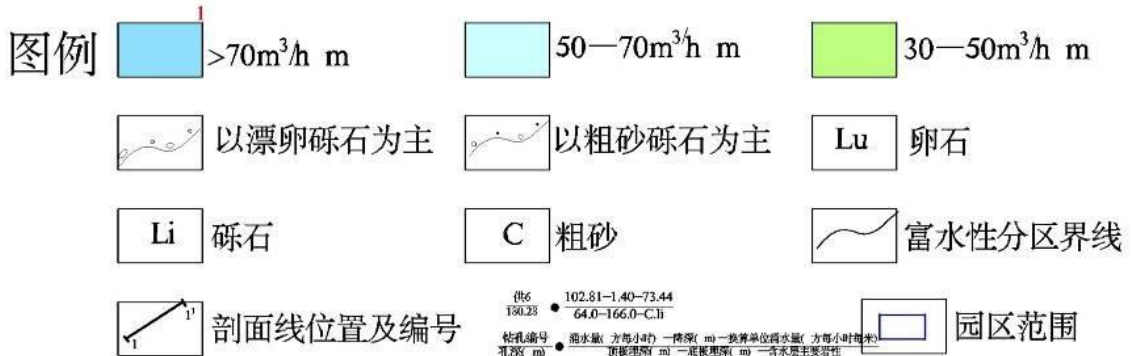 1
图例 >70m³/h m 50—70m³/h m 30—50m³/h m
以漂卵砾石为主 以粗砂砾石为主 Lu 卵石
Li 砾石 C 粗砂 富水性分区界线
1 1' 剖面线位置及编号 供6 102.81-1.40-73.44 园区范围
180.28 64.0-166.0-C.li
钻孔编号 涌水量(方每小时)—降深(m)—换算单位涌水量(方每小时每米)
孔深(m) 顶板埋深(m)—底板埋深(m)—含水层主要岩性